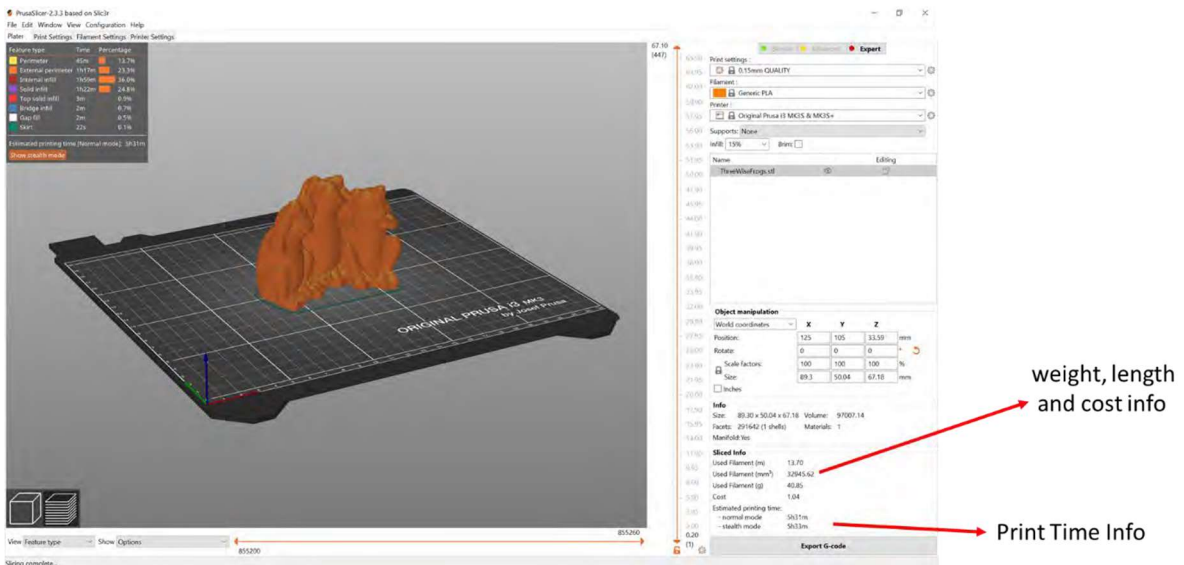 PrusaSlicer-2.3.3 based on Slic3r
File Edit Window View Configuration Help
Plater Print Settings Filament Settings Printer Settings
Feature type Time Percentage
Perimeter 45m 13.7%
External perimeter 1h17m 23.3%
Internal infill 1h59m 36.0%
Solid infill 1h22m 24.8%
Top solid infill 3m 0.9%
Bridge infill 2m 0.7%
Gap fill 2m 0.5%
Skirt 22s 0.1%
Estimated printing time [Normal mode]: 5h31m
Show stealth mode
ORIGINAL PRUSA i3 MK3
by Josef Prusa
View Feature type Show Options
855200
855260
Slicing complete...
67.10
(447)
0.20
(1)
Simple Advanced Expert
Print settings :
0.15mm QUALITY
Filament :
Generic PLA
Printer :
Original Prusa i3 MK3S & MK3S+
Supports: None
Infill: 15% Brim:
Name Editing
ThreeWiseFrogs.stl
Object manipulation
World coordinates X Y Z
Position: 125 105 33.59 mm
Rotate: 0 0 0 °
Scale factors: 100 100 100 %
Size: 89.3 50.04 67.18 mm
Inches
Info
Size: 89.30 x 50.04 x 67.18 Volume: 97007.14
Facets: 291642 (1 shells) Materials: 1
Manifold: Yes
Sliced Info
Used Filament (m) 13.70
Used Filament (mm³) 32945.62
Used Filament (g) 40.85
Cost 1.04
Estimated printing time:
- normal mode 5h31m
- stealth mode 5h33m
Export G-code
weight, length
and cost info
Print Time Info